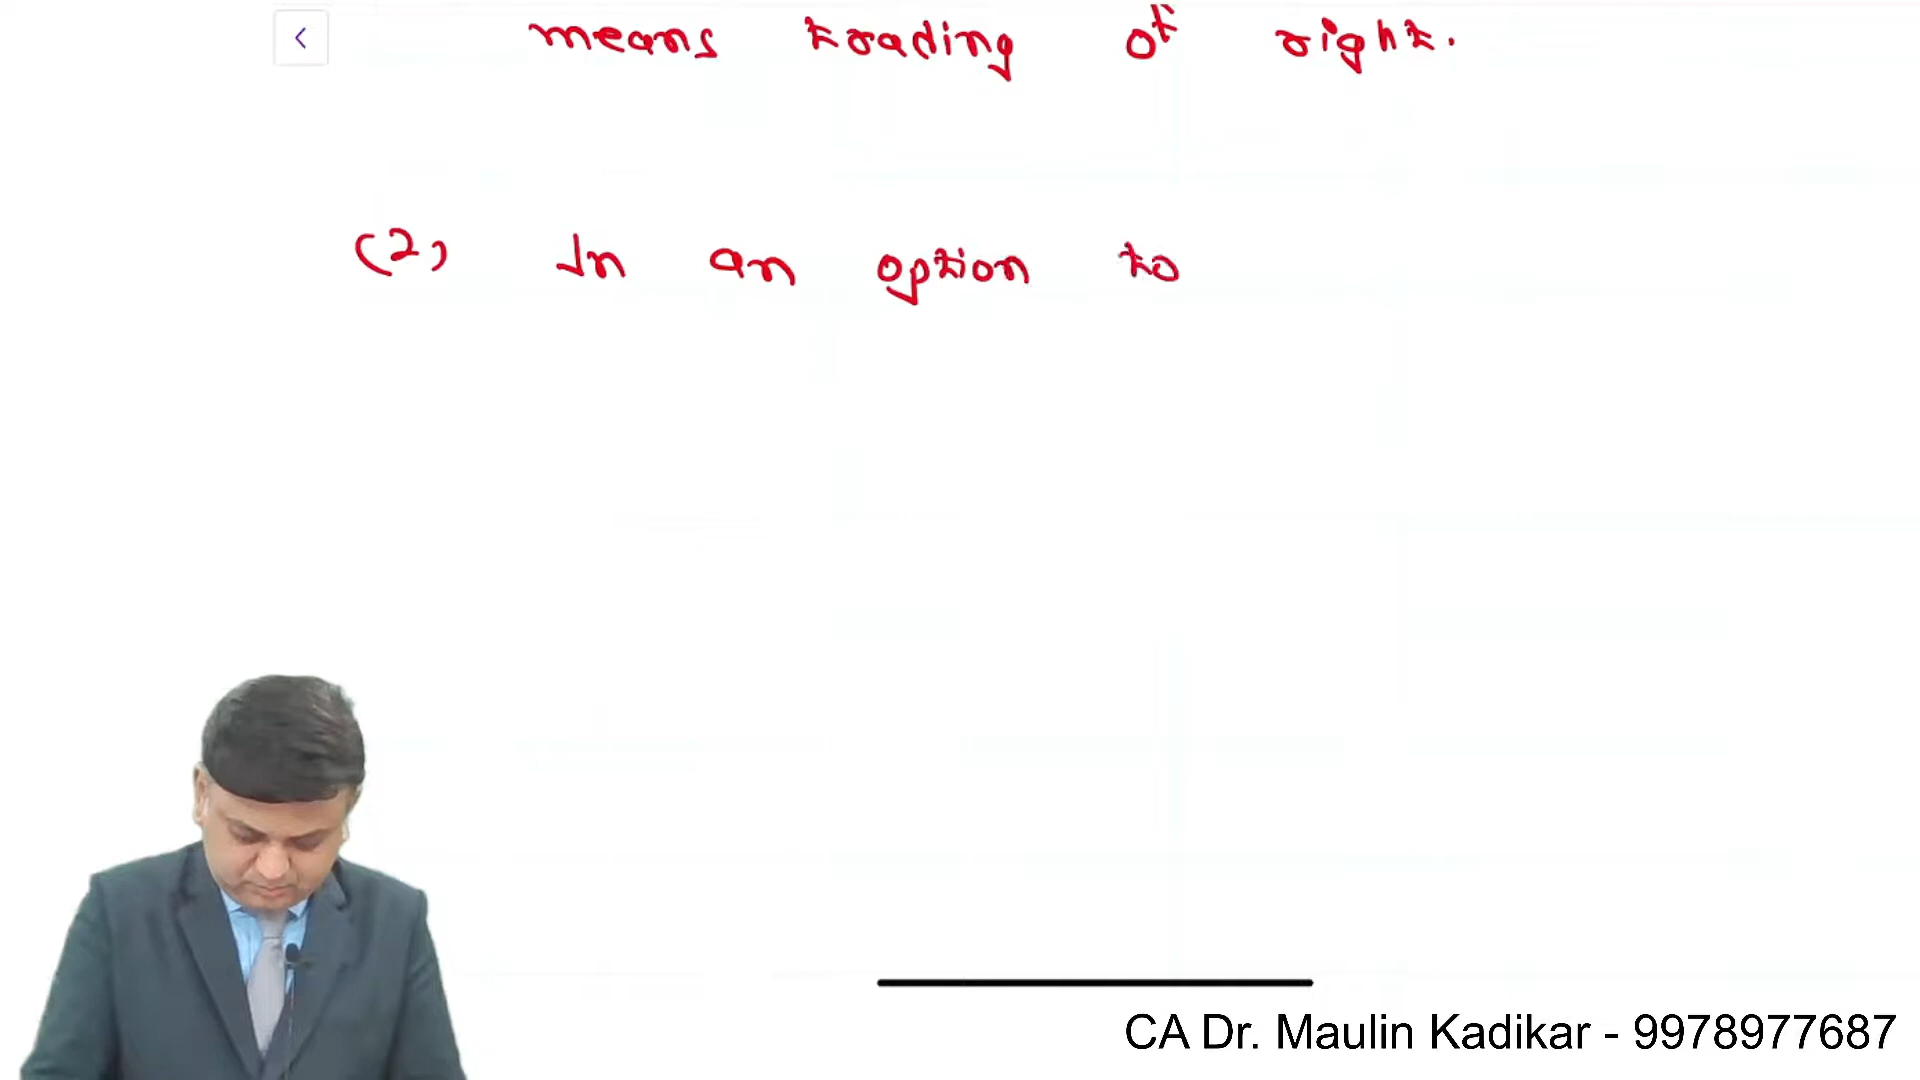 means trading of right.
(2) In an option to
CA Dr. Maulin Kadikar - 9978977687